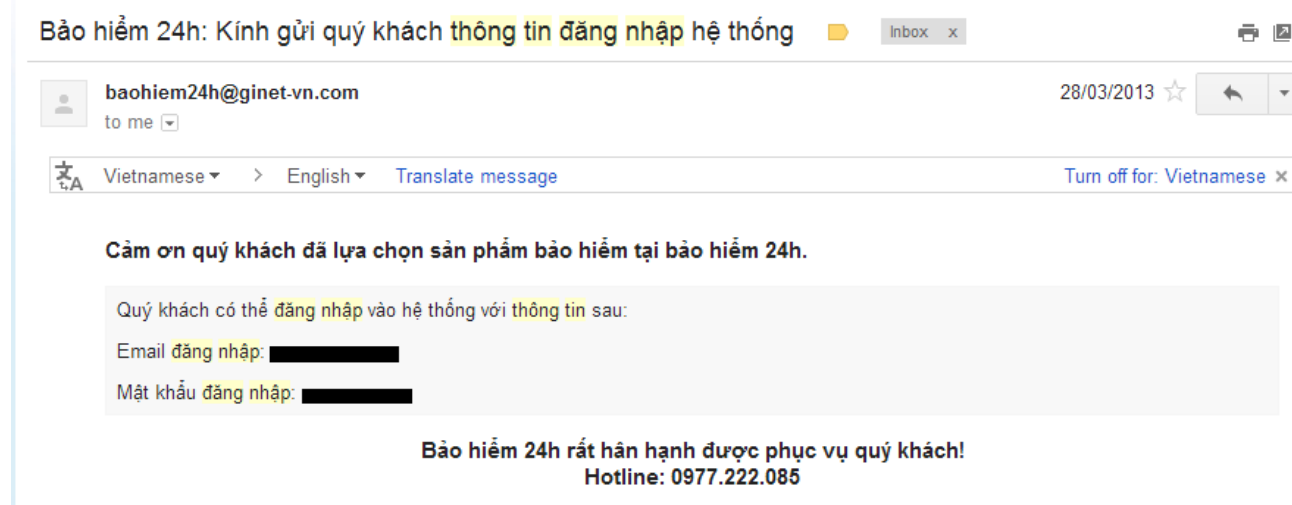 Bảo hiểm 24h: Kính gửi quý khách thông tin đăng nhập hệ thống
Inbox x
baohiem24h@ginet-vn.com
28/03/2013
to me
Vietnamese > English Translate message
Turn off for: Vietnamese ×
Cảm ơn quý khách đã lựa chọn sản phẩm bảo hiểm tại bảo hiểm 24h.
Quý khách có thể đăng nhập vào hệ thống với thông tin sau:
Email đăng nhập:
Mật khẩu đăng nhập:
Bảo hiểm 24h rất hân hạnh được phục vụ quý khách!
Hotline: 0977.222.085